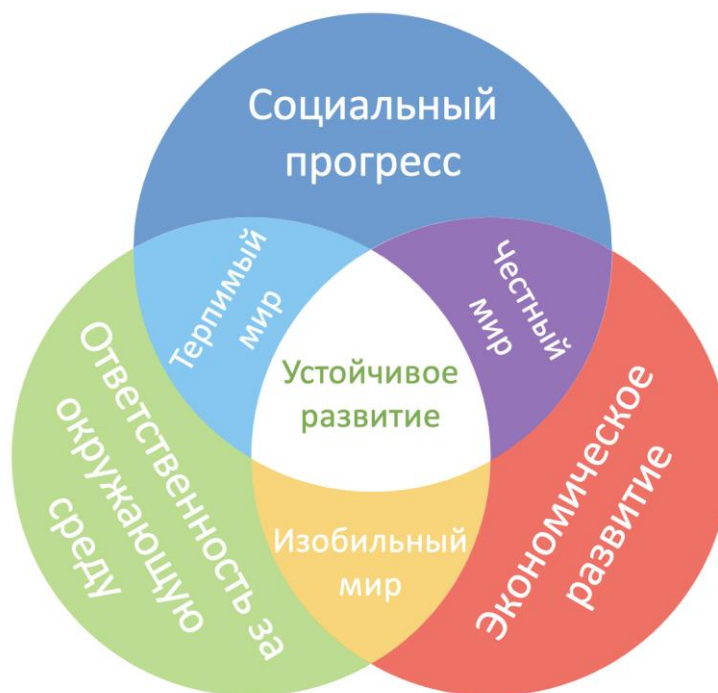 Социальный
прогресс
Терпимый
мир
Честный
мир
Устойчивое
развитие
Ответственность за
окружающую
среду
Изобильный
мир
Экономическое
развитие